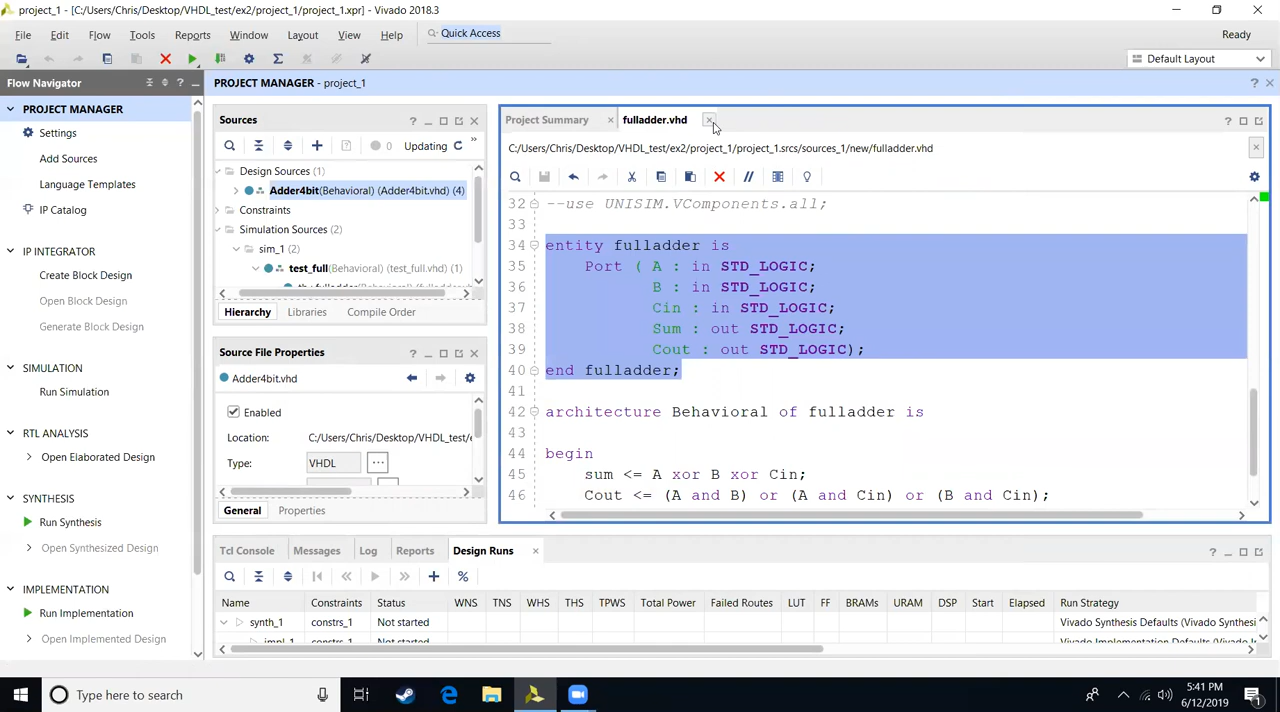 project_1 - [C:/Users/Chris/Desktop/VHDL_test/ex2/project_1/project_1.xpr] - Vivado 2018.3
File Edit Flow Tools Reports Window Layout View Help Quick Access Ready
Default Layout
Flow Navigator
PROJECT MANAGER - project_1
PROJECT MANAGER
Settings
Add Sources
Language Templates
IP Catalog
IP INTEGRATOR
Create Block Design
Open Block Design
Generate Block Design
SIMULATION
Run Simulation
RTL ANALYSIS
Open Elaborated Design
SYNTHESIS
Run Synthesis
Open Synthesized Design
IMPLEMENTATION
Run Implementation
Open Implemented Design
Sources
0 Updating
Design Sources (1)
Adder4bit(Behavioral) (Adder4bit.vhd) (4)
Constraints
Simulation Sources (2)
sim_1 (2)
test_full(Behavioral) (test_full.vhd) (1)
Hierarchy Libraries Compile Order
Source File Properties
Adder4bit.vhd
Enabled
Location: C:/Users/Chris/Desktop/VHDL_test/e
Type: VHDL
General Properties
Project Summary fulladder.vhd
C:/Users/Chris/Desktop/VHDL_test/ex2/project_1/project_1.srcs/sources_1/new/fulladder.vhd
32 --use UNISIM.VComponents.all;
33
34 entity fulladder is
35 Port ( A : in STD_LOGIC;
36 B : in STD_LOGIC;
37 Cin : in STD_LOGIC;
38 Sum : out STD_LOGIC;
39 Cout : out STD_LOGIC);
40 end fulladder;
41
42 architecture Behavioral of fulladder is
43
44 begin
45 sum <= A xor B xor Cin;
46 Cout <= (A and B) or (A and Cin) or (B and Cin);
Tcl Console Messages Log Reports Design Runs
Name Constraints Status WNS TNS WHS THS TPWS Total Power Failed Routes LUT FF BRAMs URAM DSP Start Elapsed Run Strategy
synth_1 constrs_1 Not started Vivado Synthesis Defaults (Vivado Synthesi
impl_1 constrs_1 Not started Vivado Implementation Defaults (Vivado I
Type here to search
5:41 PM
6/12/2019
1